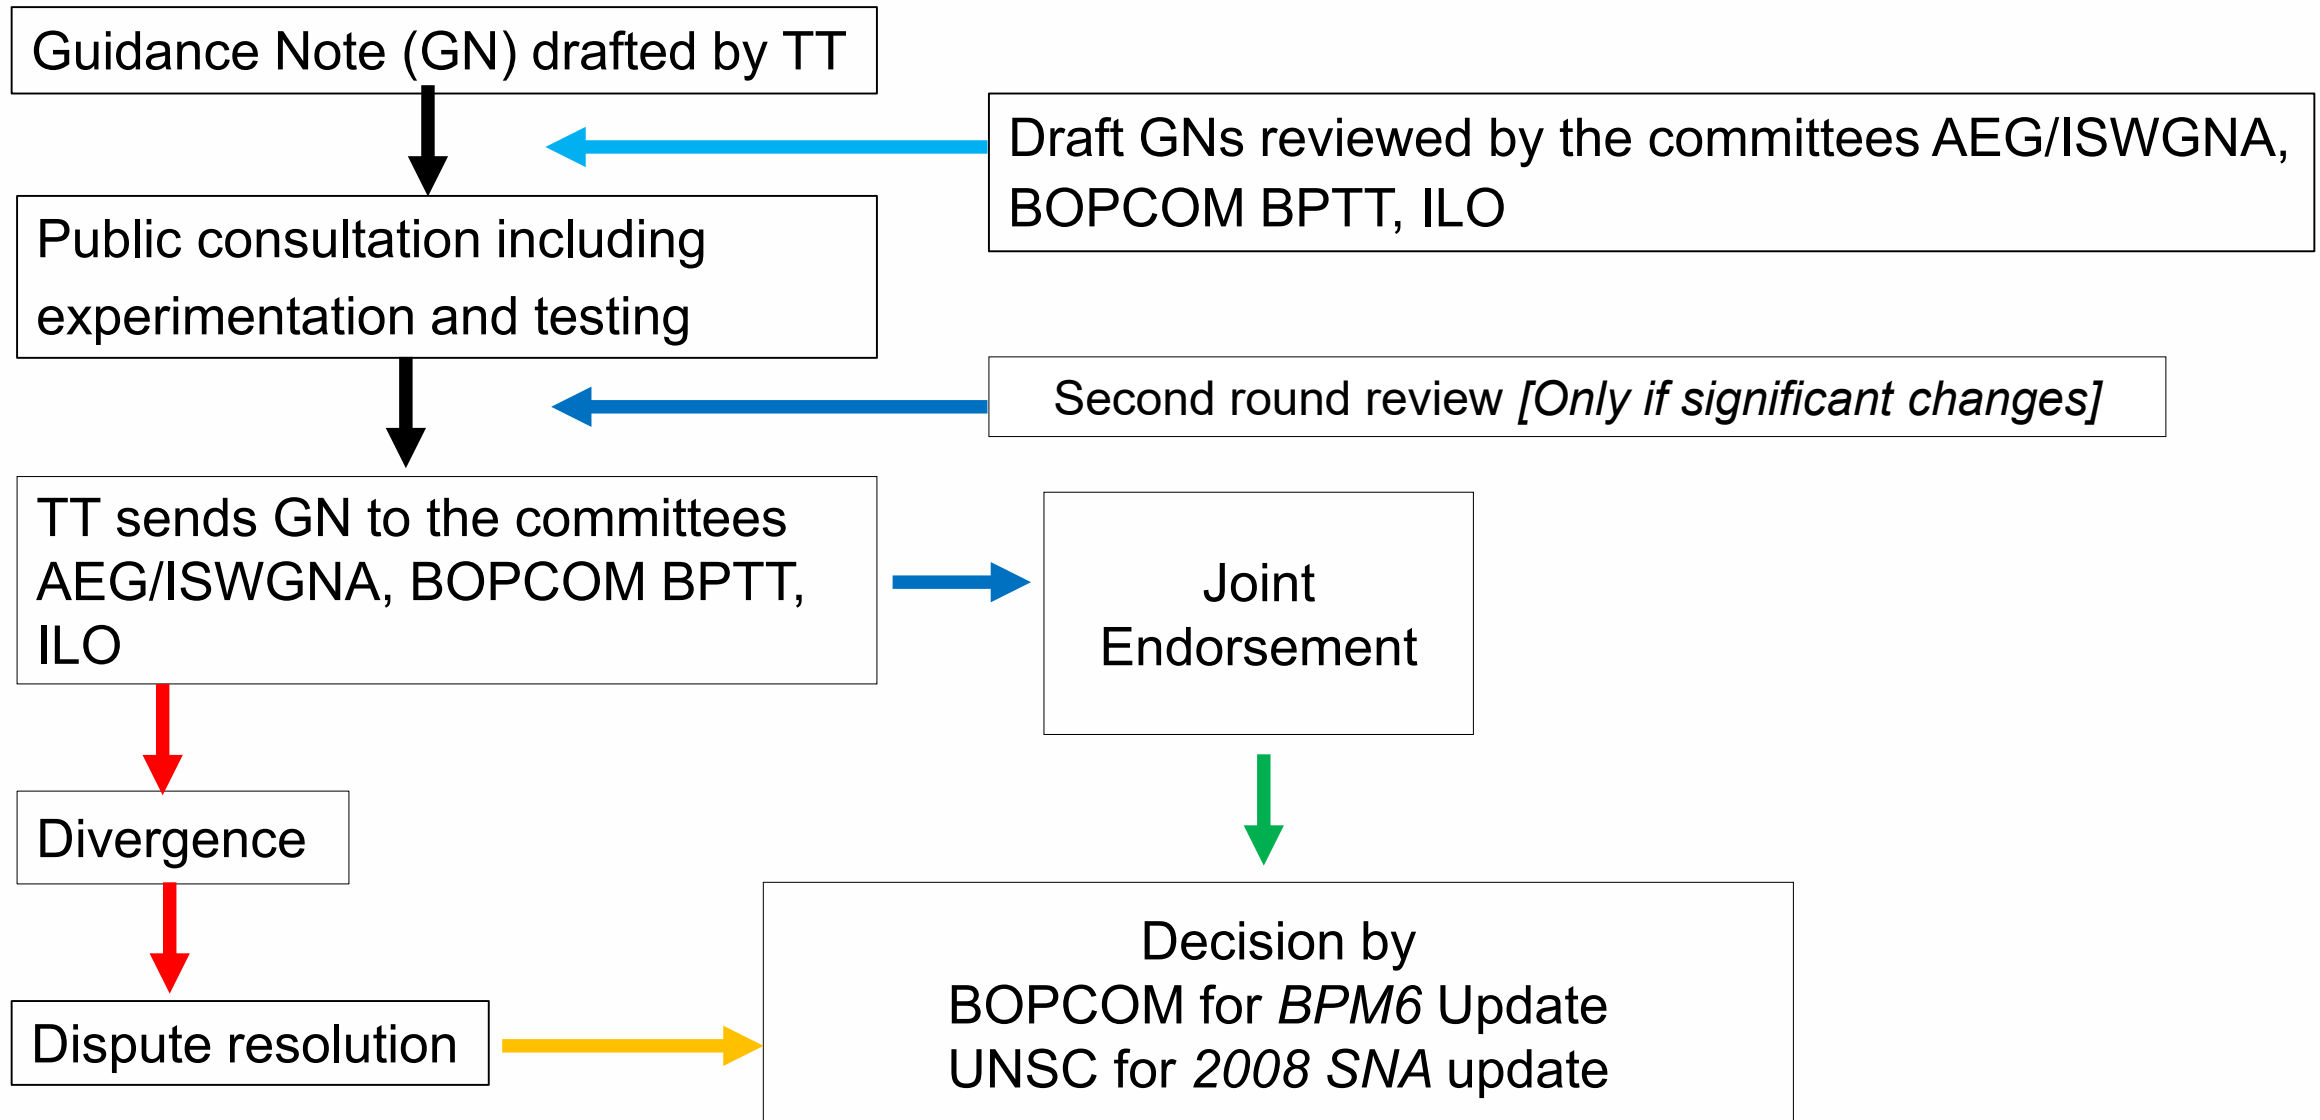 Guidance Note (GN) drafted by TT
Draft GNs reviewed by the committees AEG/ISWGNA,
BOPCOM BPTT, ILO
Public consultation including
experimentation and testing
Second round review [Only if significant changes]
TT sends GN to the committees
AEG/ISWGNA, BOPCOM BPTT,
ILO
Joint
Endorsement
Divergence
Dispute resolution
Decision by
BOPCOM for BPM6 Update
UNSC for 2008 SNA update